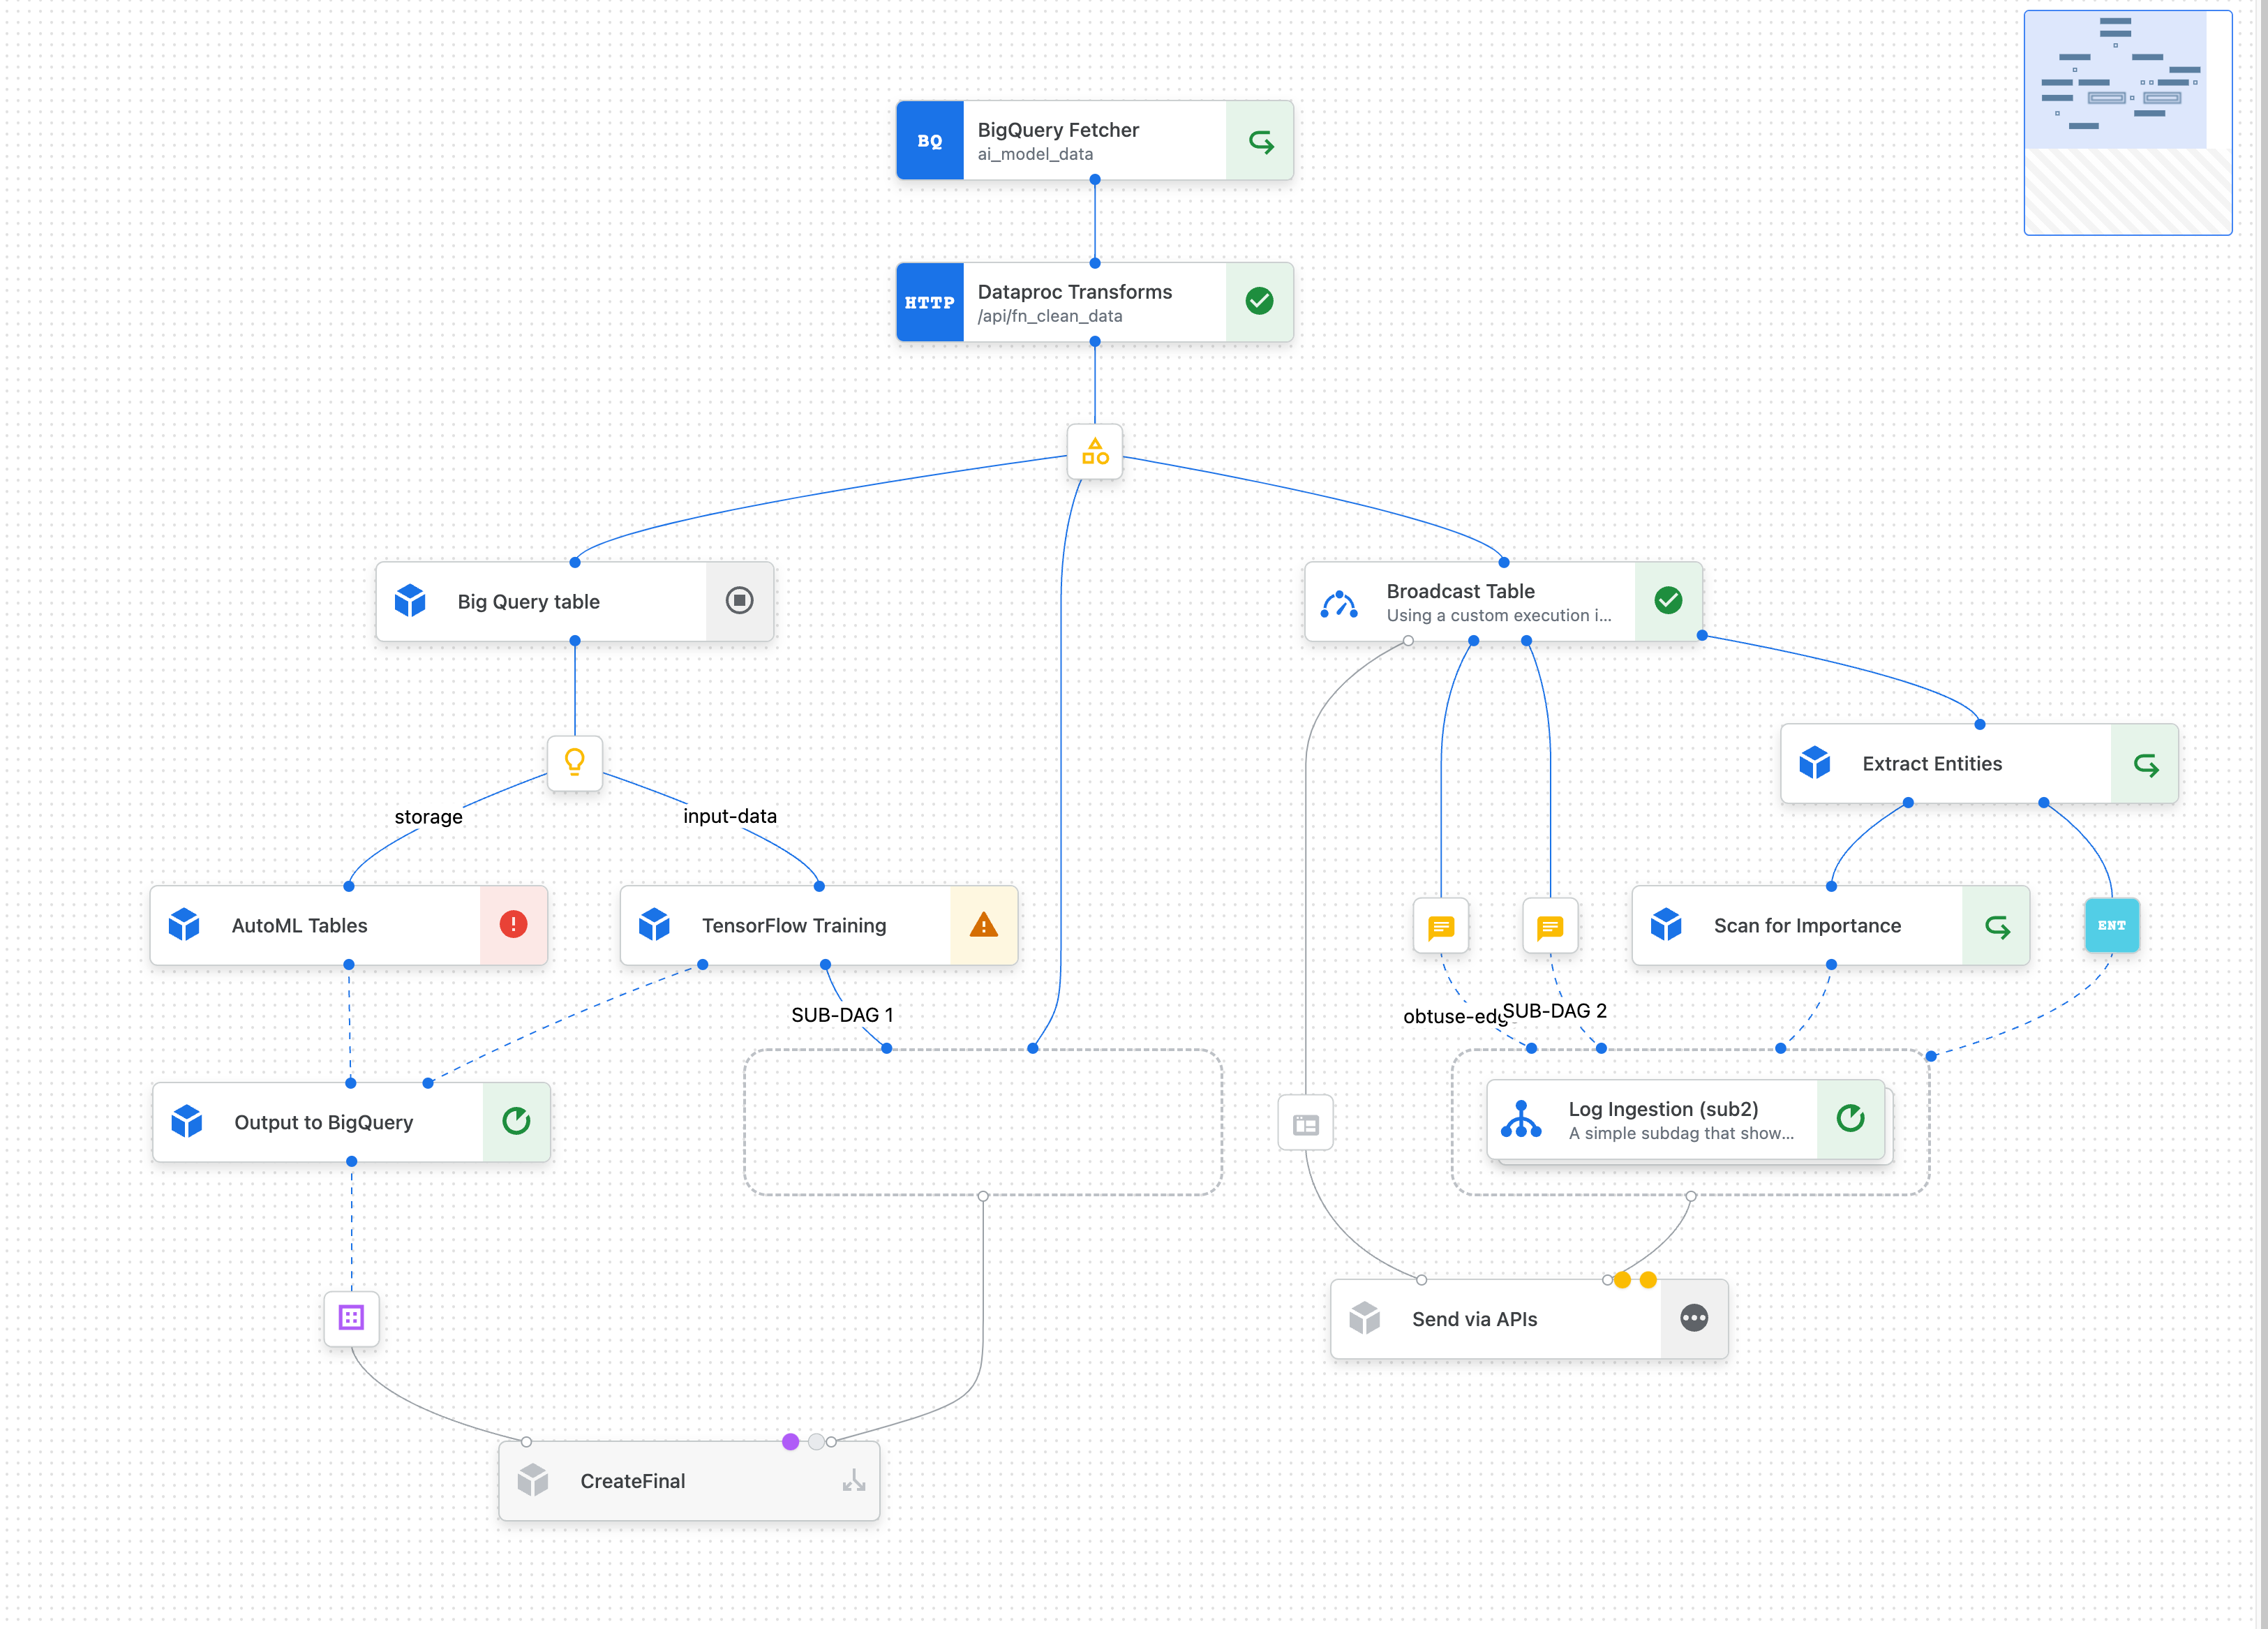 BQ
BigQuery Fetcher
ai_model_data
HTTP
Dataproc Transforms
/api/fn_clean_data
Big Query table
Broadcast Table
Using a custom execution i...
Extract Entities
storage
input-data
AutoML Tables
TensorFlow Training
Scan for Importance
ENT
SUB-DAG 1
obtuse-edg
SUB-DAG 2
Output to BigQuery
Log Ingestion (sub2)
A simple subdag that show...
Send via APIs
CreateFinal